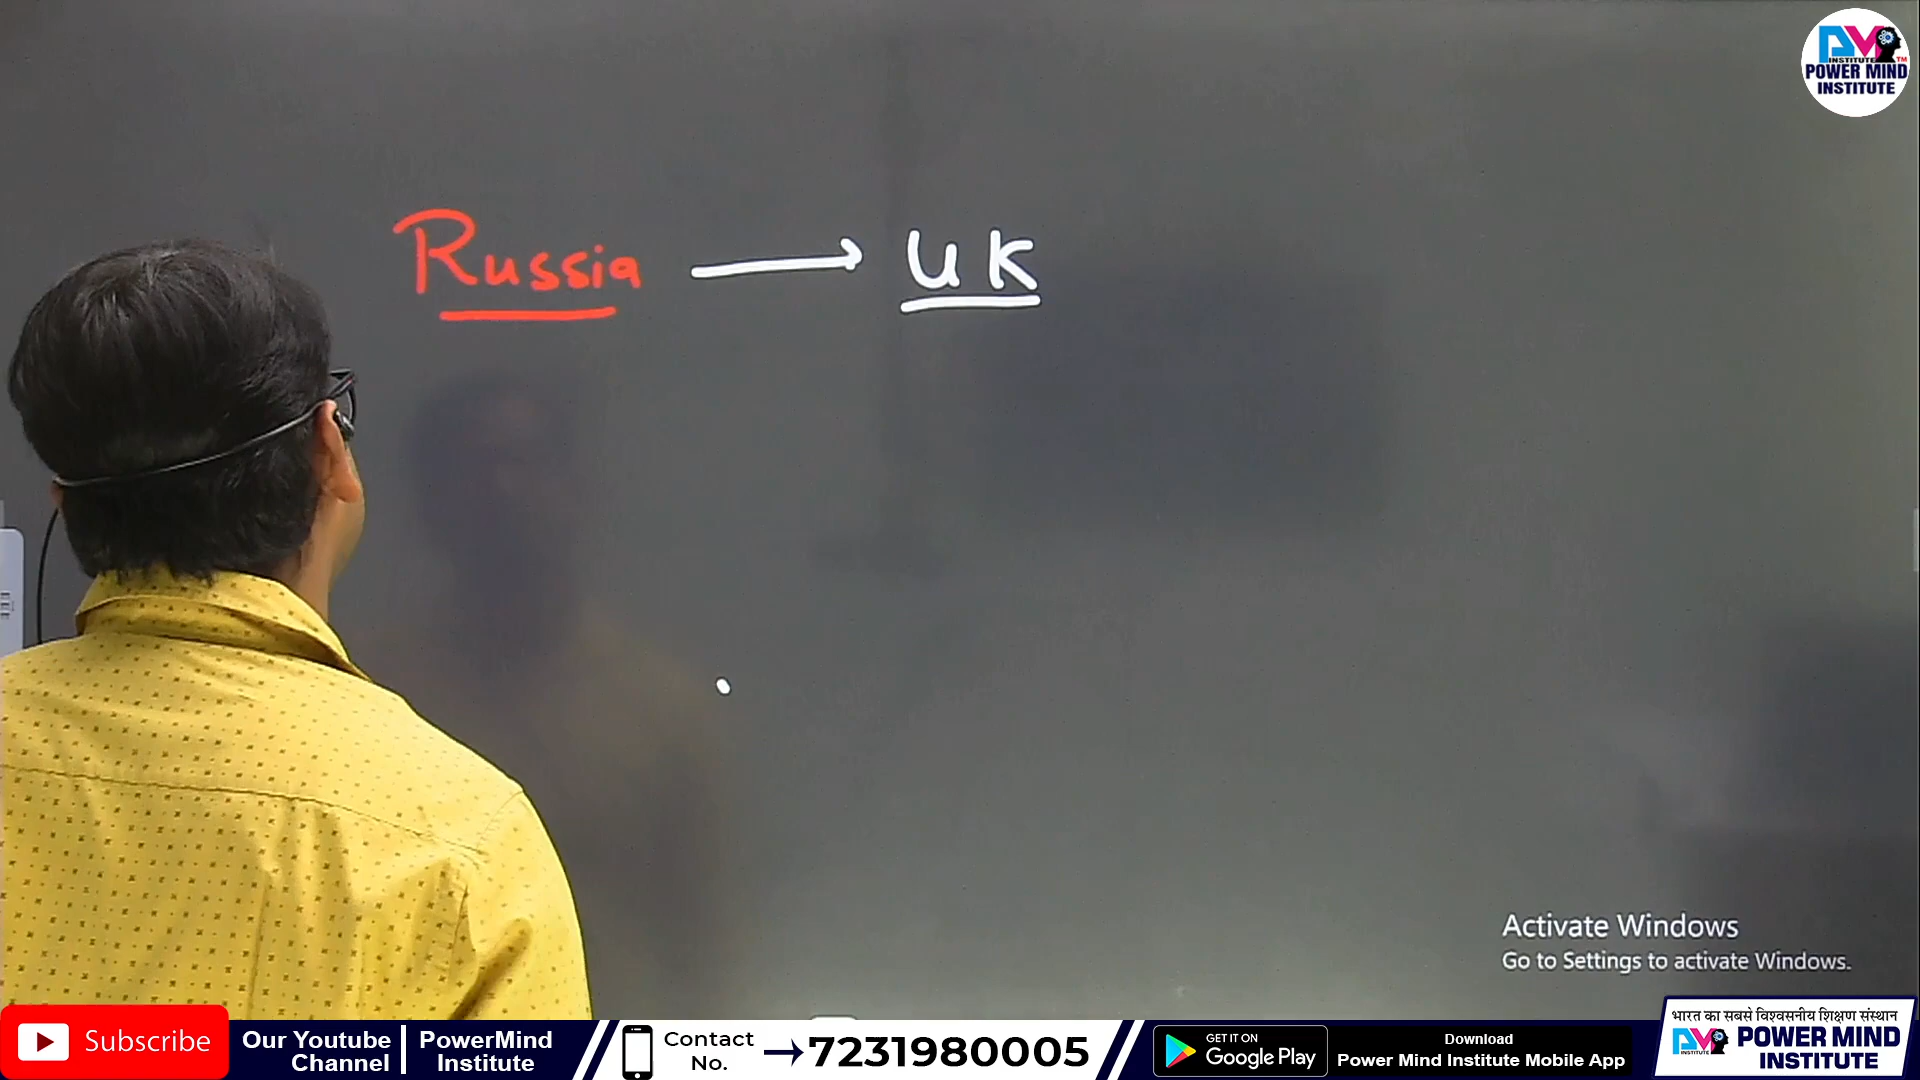 POWER MIND
INSTITUTE
Russia → UK
Activate Windows
Go to Settings to activate Windows.
Subscribe
Our Youtube Channel
PowerMind Institute
Contact No. → 7231980005
GET IT ON
Google Play
Download
Power Mind Institute Mobile App
भारत का सबसे विश्वसनीय शिक्षण संस्थान
POWER MIND
INSTITUTE